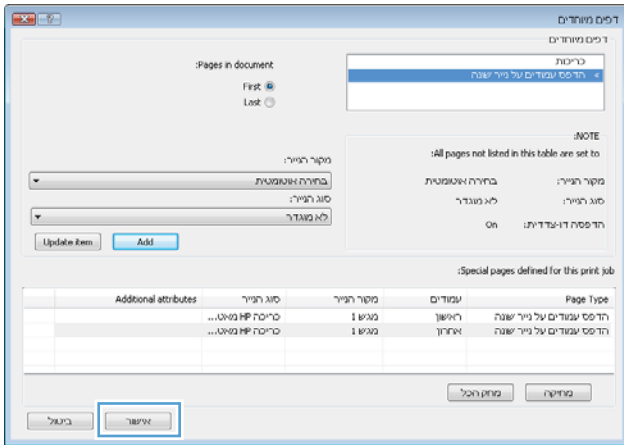 דפים מיוחדים
דפים מיוחדים
כריכות
» הדפס עמודים על נייר שונה
Pages in document:
First
Last
NOTE:
All pages not listed in this table are set to:
מקור הנייר: בחירה אוטומטית
סוג הנייר: לא מוגדר
הדפסה דו-צדדית: On
מקור הנייר:
בחירה אוטומטית
סוג הנייר:
לא מוגדר
Add
Update item
Special pages defined for this print job:
Page Type עמודים מקור הנייר סוג הנייר Additional attributes
הדפס עמודים על נייר שונה ראשון מגש 1 כריכה HP מאט...
הדפס עמודים על נייר שונה אחרון מגש 1 כריכה HP מאט...
מחיקה
מחק הכל
אישור
ביטול